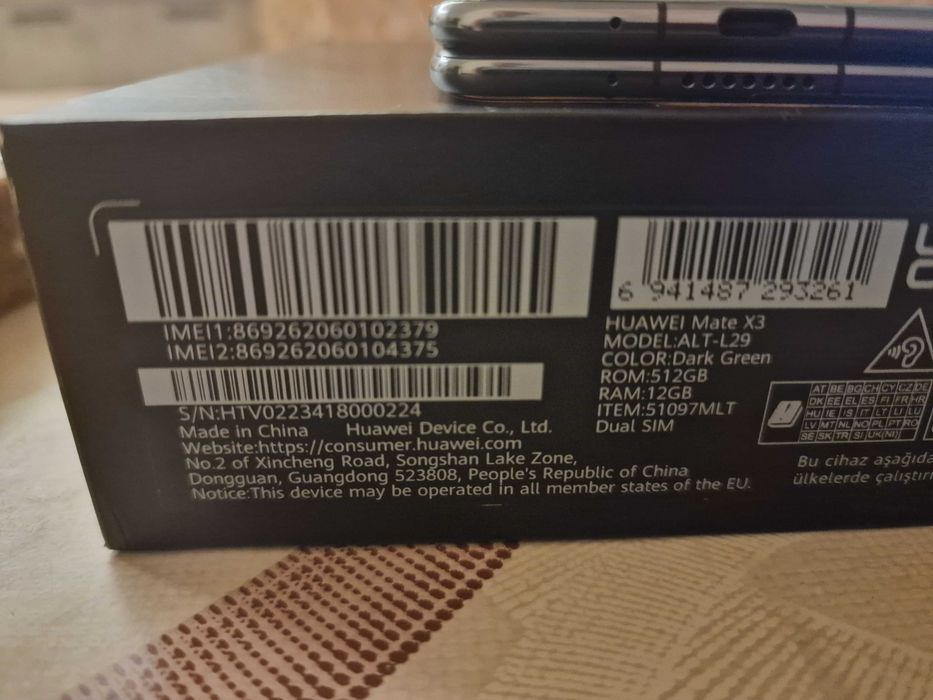 IMEI1:869262060102379
IMEI2:869262060104375
S/N:HTV0223418000224
Made in China Huawei Device Co., Ltd.
Website:https://consumer.huawei.com
No.2 of Xincheng Road, Songshan Lake Zone,
Dongguan, Guangdong 523808, People's Republic of China
Notice:This device may be operated in all member states of the EU.
6 941487 293261
HUAWEI Mate X3
MODEL:ALT-L29
COLOR:Dark Green
ROM:512GB
RAM:12GB
ITEM:51097MLT
Dual SIM
AT BE BG CH CY CZ DE
DK EE EL ES FI FR HR
HU IE IS IT LT LI LU
LV MT NL NO PL PT RO
SE SK TR SI UK(NI)
Bu cihaz aşağıda
ülkelerde çalıştır